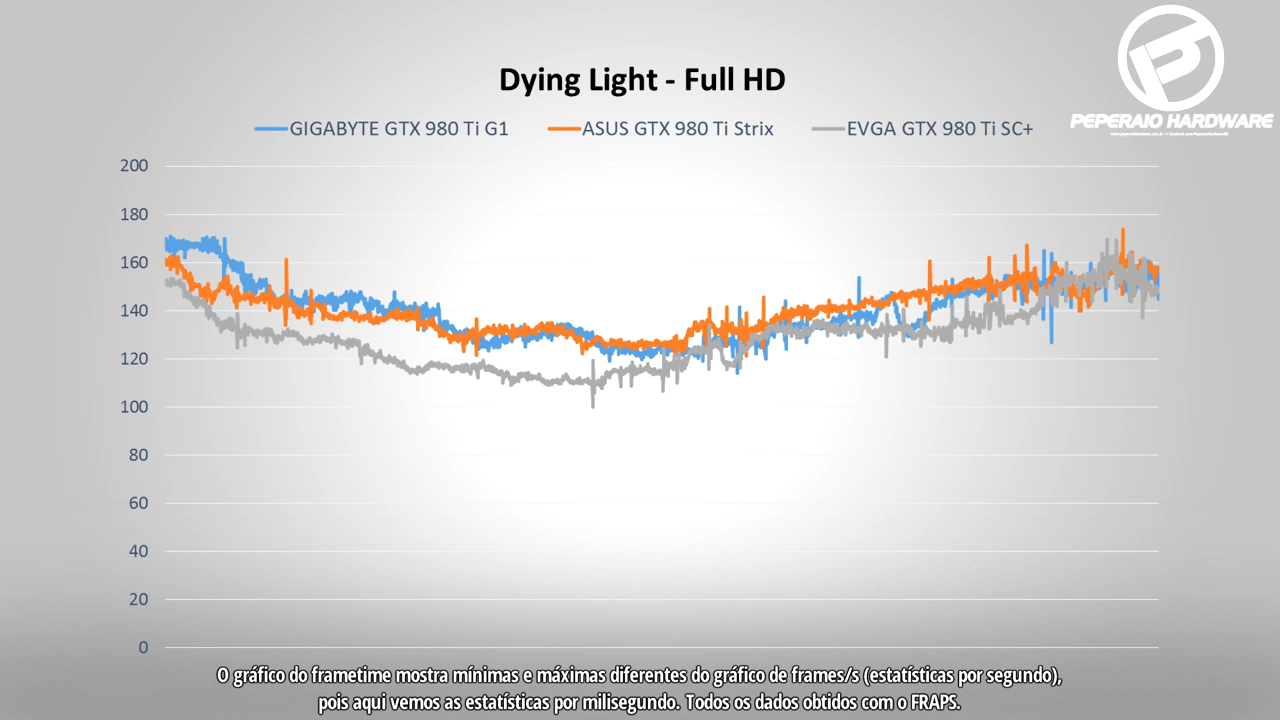 PEPERAIO HARDWARE
Dying Light - Full HD
GIGABYTE GTX 980 Ti G1 ASUS GTX 980 Ti Strix EVGA GTX 980 Ti SC+
200
180
160
140
120
100
80
60
40
20
0
O gráfico do frametime mostra mínimas e máximas diferentes do gráfico de frames/s (estatísticas por segundo),
pois aqui vemos as estatísticas por milisegundo. Todos os dados obtidos com o FRAPS.